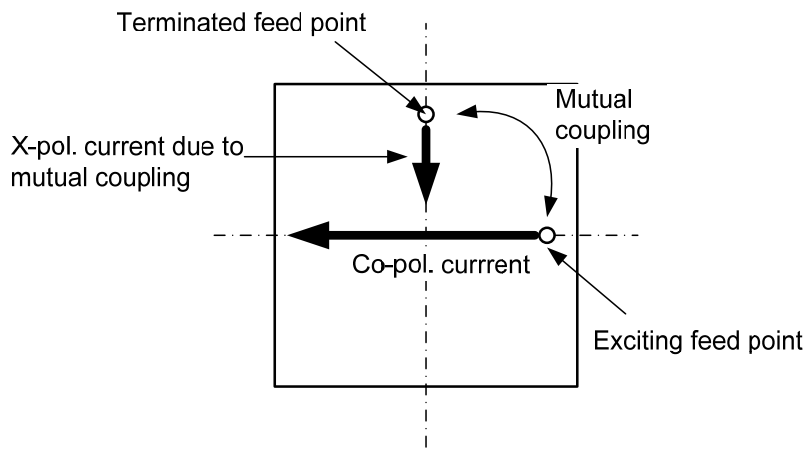 Terminated feed point
Mutual
coupling
X-pol. current due to
mutual coupling
Co-pol. currrent
Exciting feed point